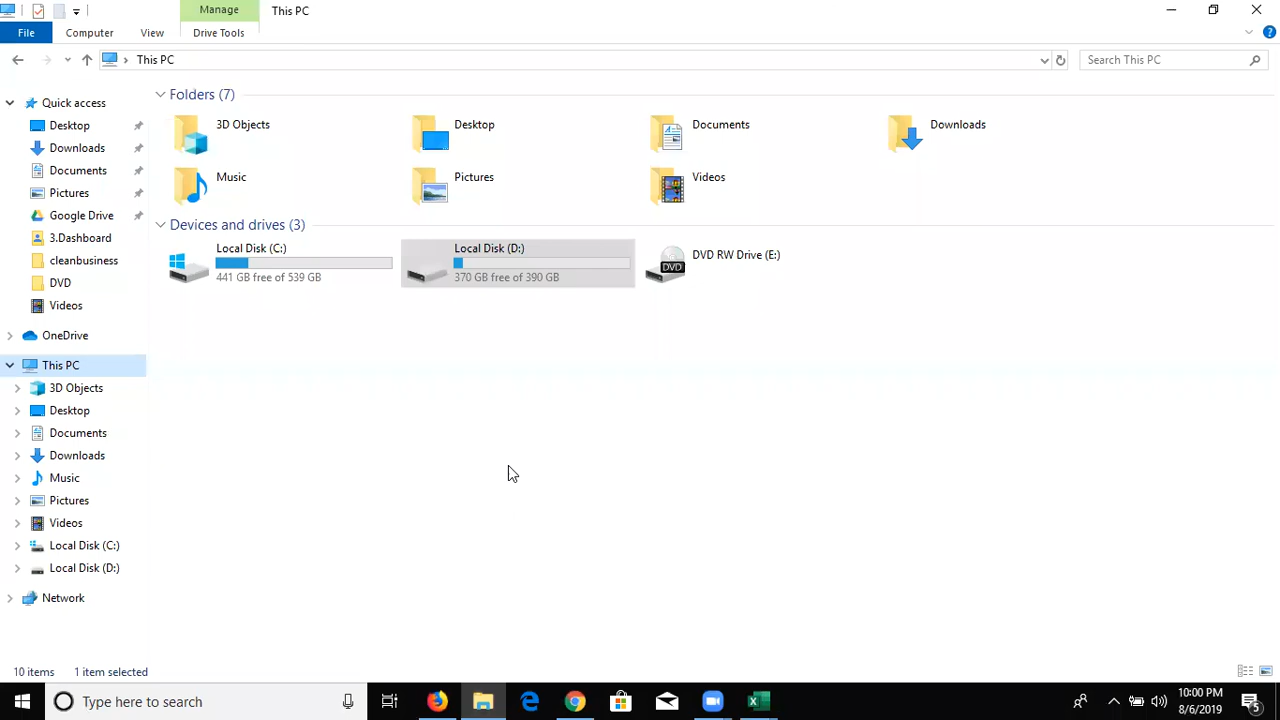 Manage
This PC
File
Computer
View
Drive Tools
This PC
Search This PC
Quick access
Desktop
Downloads
Documents
Pictures
Google Drive
3.Dashboard
cleanbusiness
DVD
Videos
OneDrive
This PC
3D Objects
Desktop
Documents
Downloads
Music
Pictures
Videos
Local Disk (C:)
Local Disk (D:)
Network
Folders (7)
3D Objects
Desktop
Documents
Downloads
Music
Pictures
Videos
Devices and drives (3)
Local Disk (C:)
441 GB free of 539 GB
Local Disk (D:)
370 GB free of 390 GB
DVD
DVD RW Drive (E:)
10 items
1 item selected
Type here to search
10:00 PM
8/6/2019
5